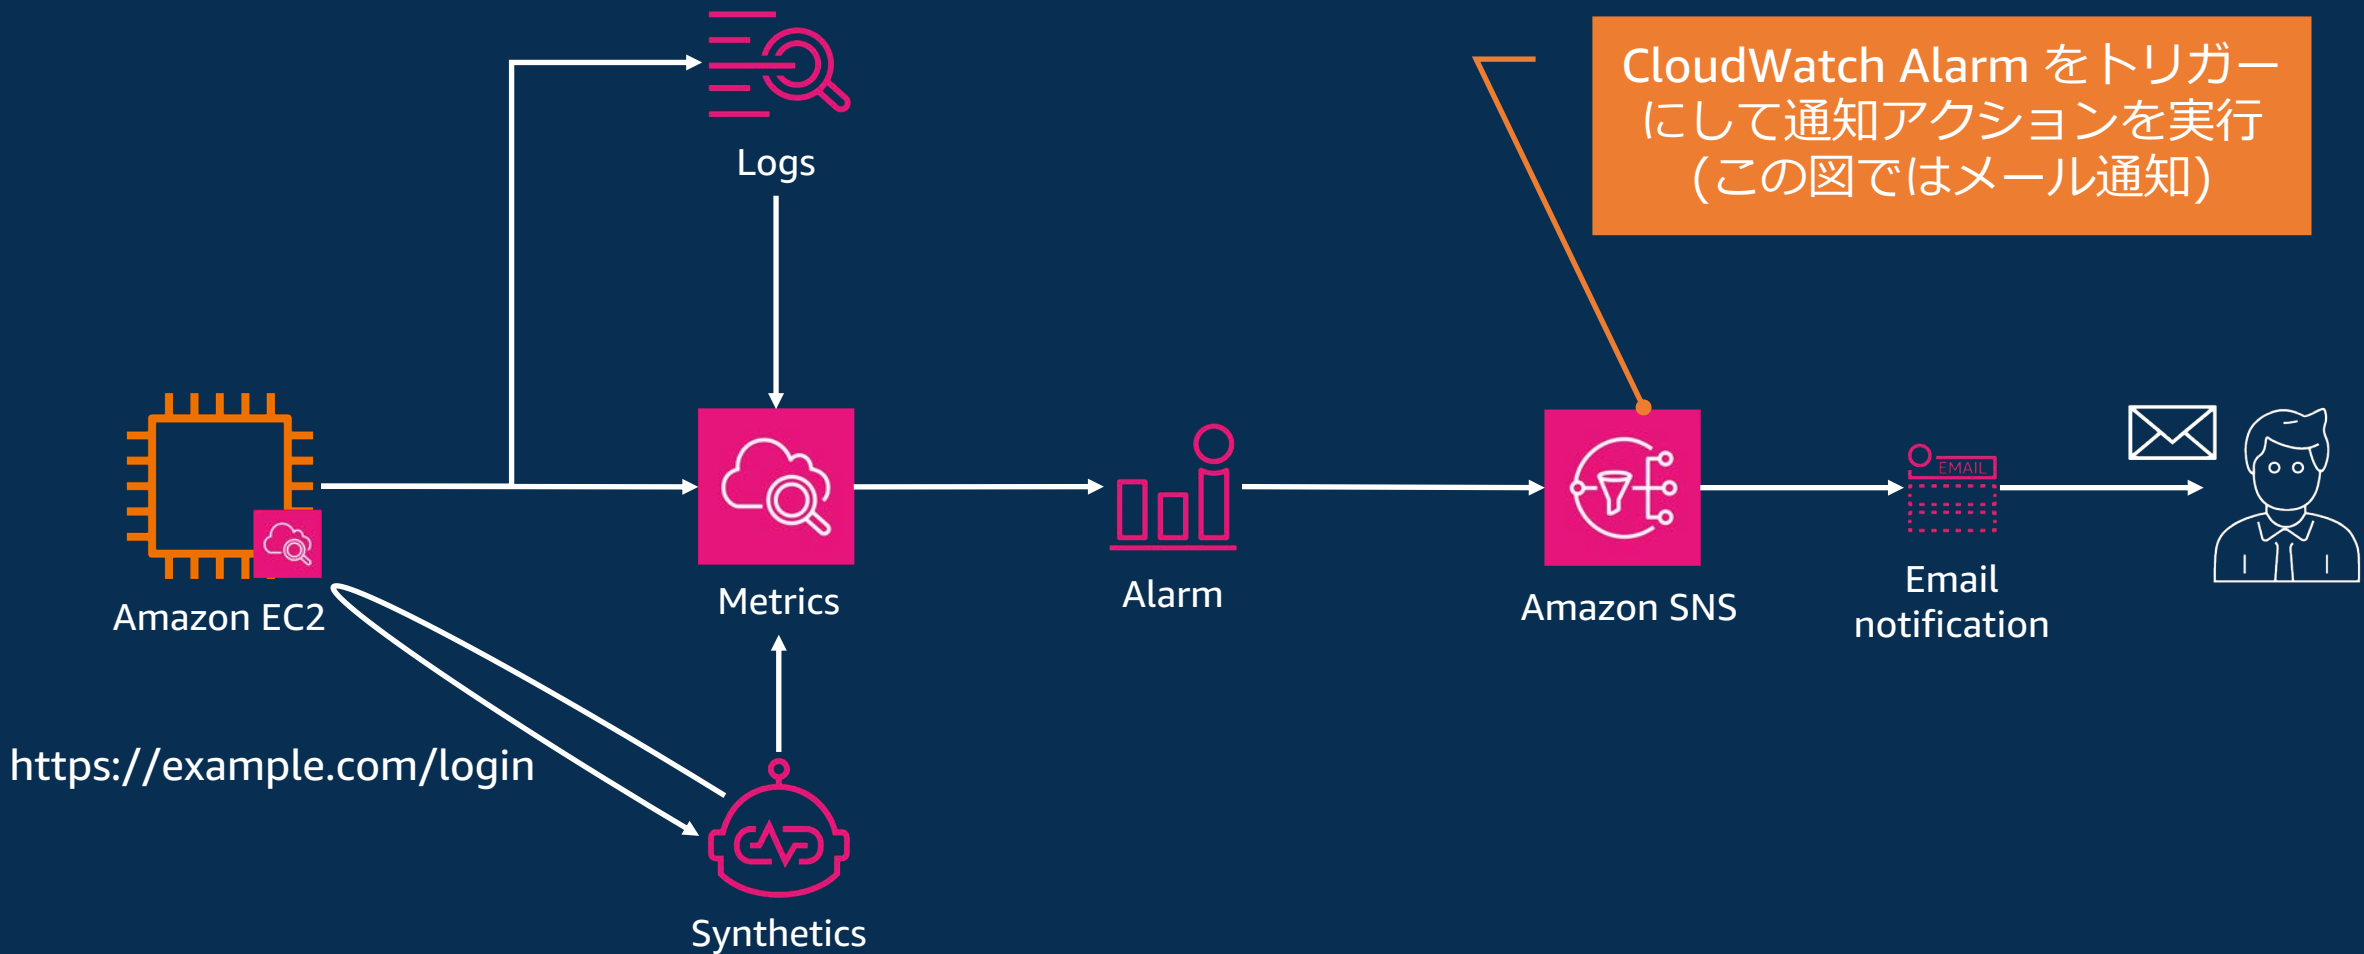 CloudWatch Alarm をトリガー
にして通知アクションを実行
(この図ではメール通知)
Logs
EMAIL
Amazon EC2
Metrics
Alarm
Amazon SNS
Email
notification
https://example.com/login
Synthetics